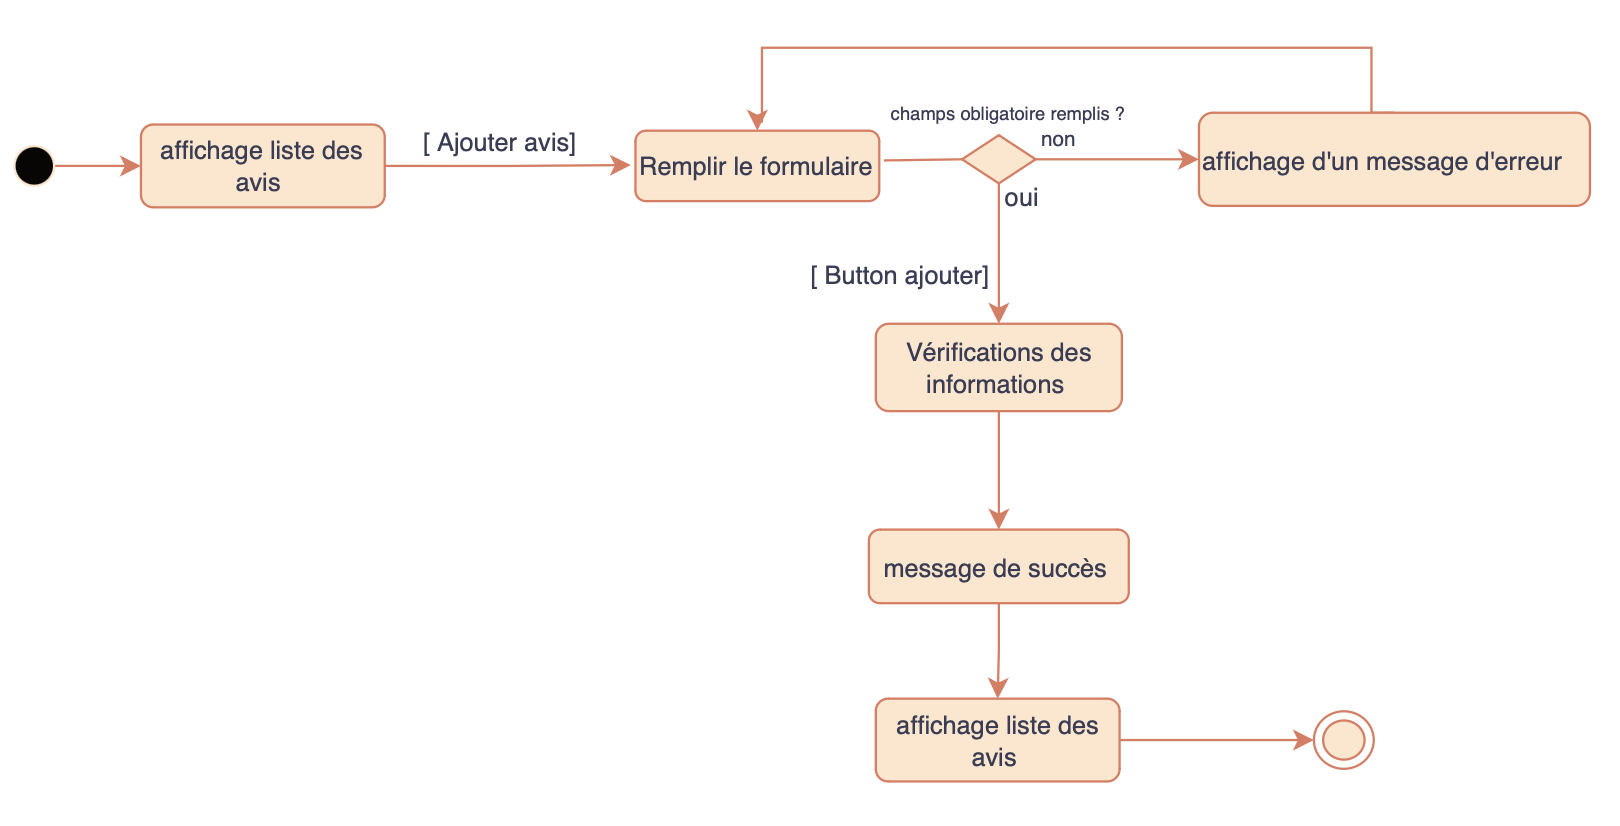 affichage liste des
avis
[ Ajouter avis]
Remplir le formulaire
champs obligatoire remplis ?
non
affichage d'un message d'erreur
oui
[ Button ajouter]
Vérifications des
informations
message de succès
affichage liste des
avis